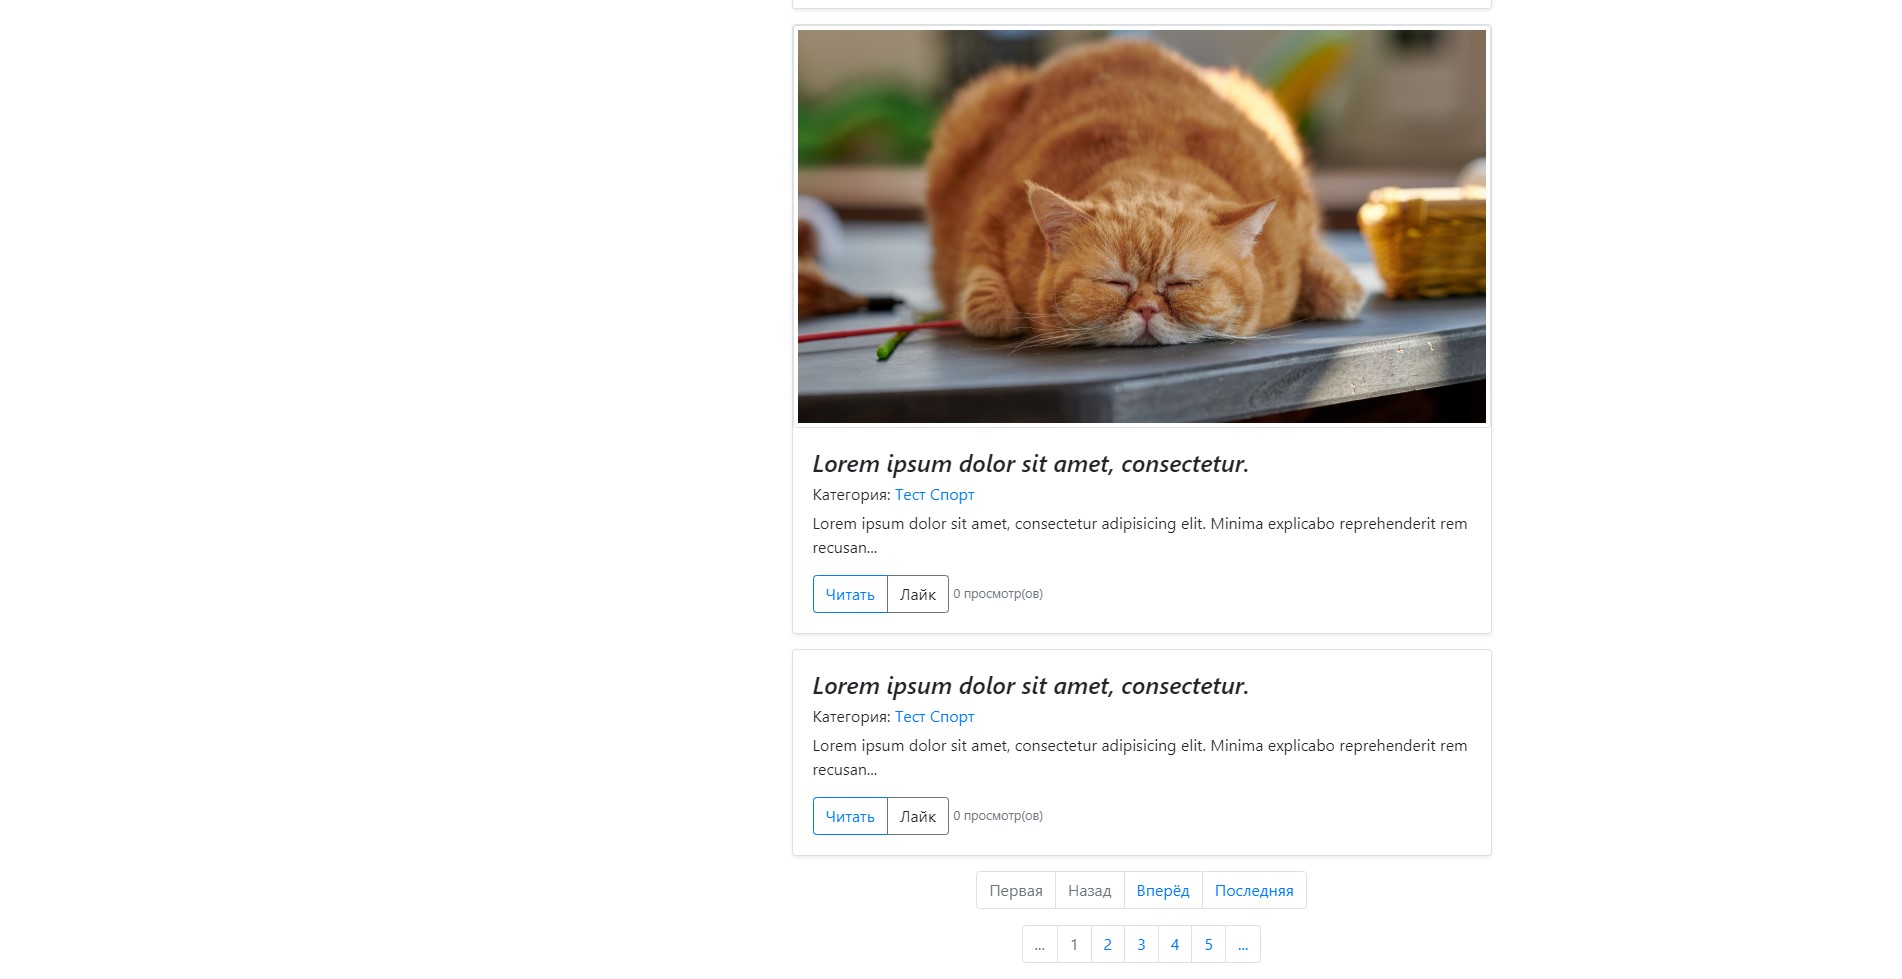 Lorem ipsum dolor sit amet, consectetur.
Категория: Тест Спорт
Lorem ipsum dolor sit amet, consectetur adipisicing elit. Minima explicabo reprehenderit rem
recusan...
Читать Лайк 0 просмотр(ов)
Lorem ipsum dolor sit amet, consectetur.
Категория: Тест Спорт
Lorem ipsum dolor sit amet, consectetur adipisicing elit. Minima explicabo reprehenderit rem
recusan...
Читать Лайк 0 просмотр(ов)
Первая Назад Вперёд Последняя
... 1 2 3 4 5 ...